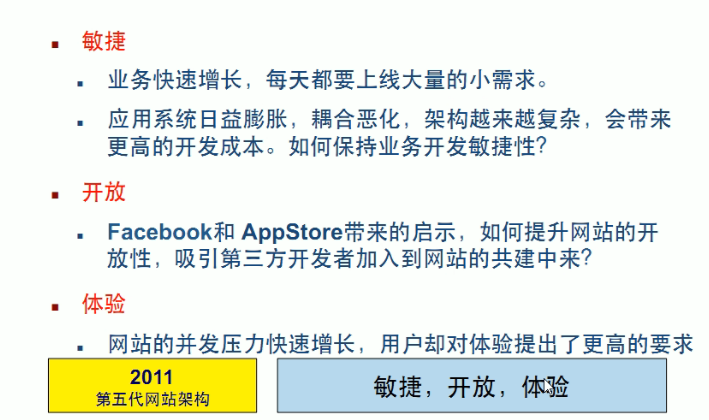 敏捷
业务快速增长，每天都要上线大量的小需求。
应用系统日益膨胀，耦合恶化，架构越来越复杂，会带来
更高的开发成本。如何保持业务开发敏捷性？
开放
Facebook和 AppStore带来的启示，如何提升网站的开
放性，吸引第三方开发者加入到网站的共建中来？
体验
网站的并发压力快速增长，用户却对体验提出了更高的要求
2011
第五代网站架构
敏捷，开放，体验